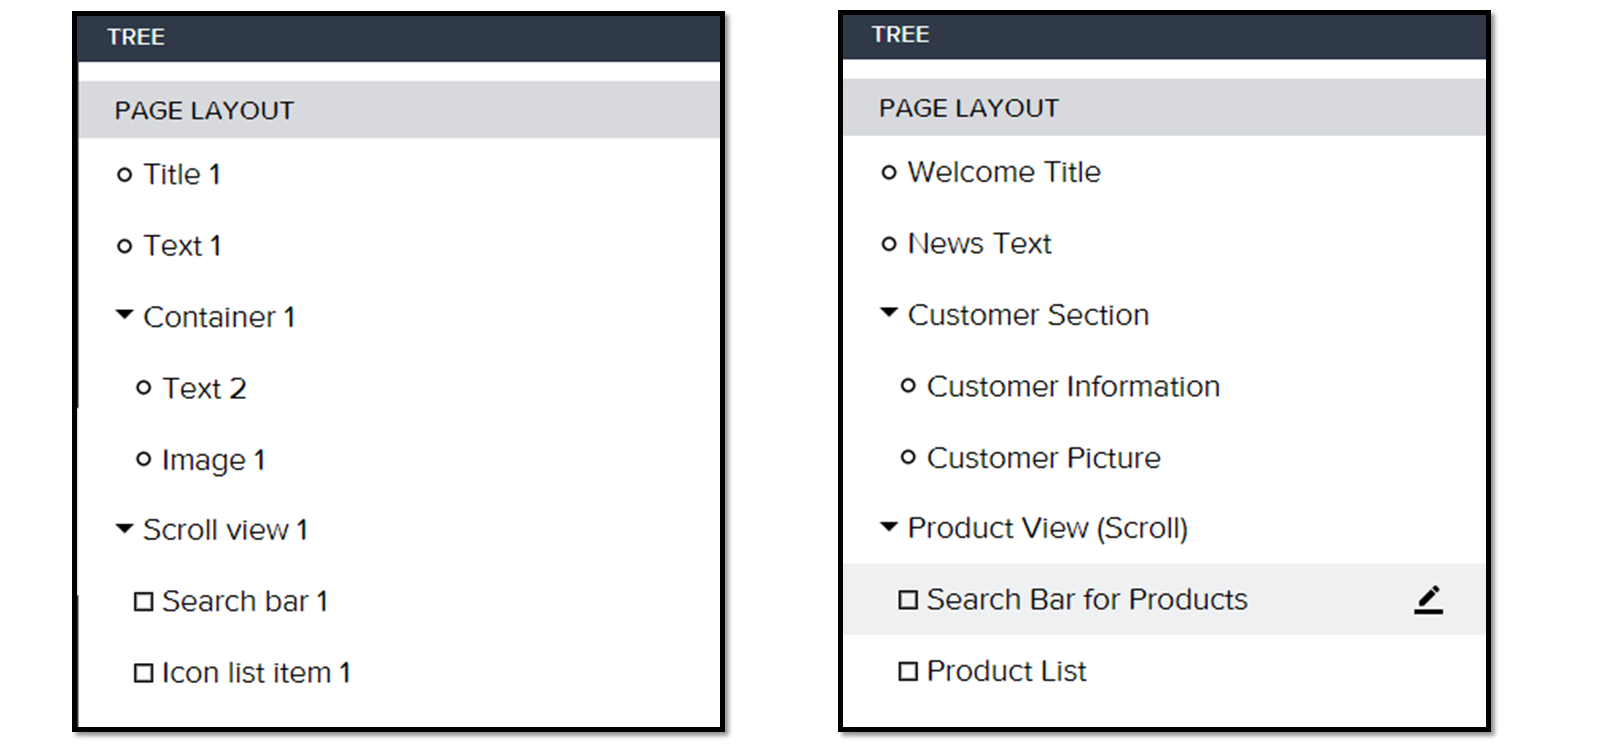 TREE
PAGE LAYOUT
Title 1
Text 1
Container 1
Text 2
Image 1
Scroll view 1
Search bar 1
Icon list item 1
TREE
PAGE LAYOUT
Welcome Title
News Text
Customer Section
Customer Information
Customer Picture
Product View (Scroll)
Search Bar for Products
Product List